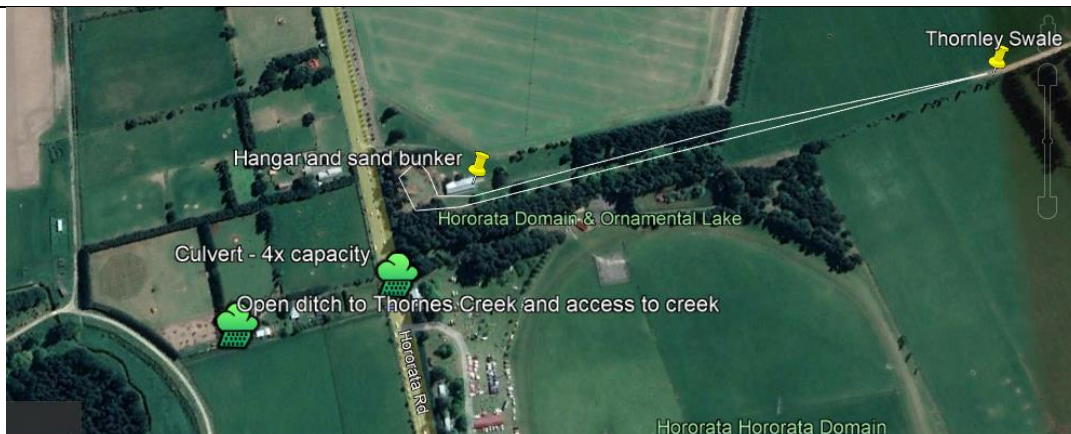 Thornley Swale
Hangar and sand bunker
Hororata Domain & Ornamental Lake
Culvert - 4x capacity
Open ditch to Thornes Creek and access to creek
Hororata Rd
Hororata Hororata Domain